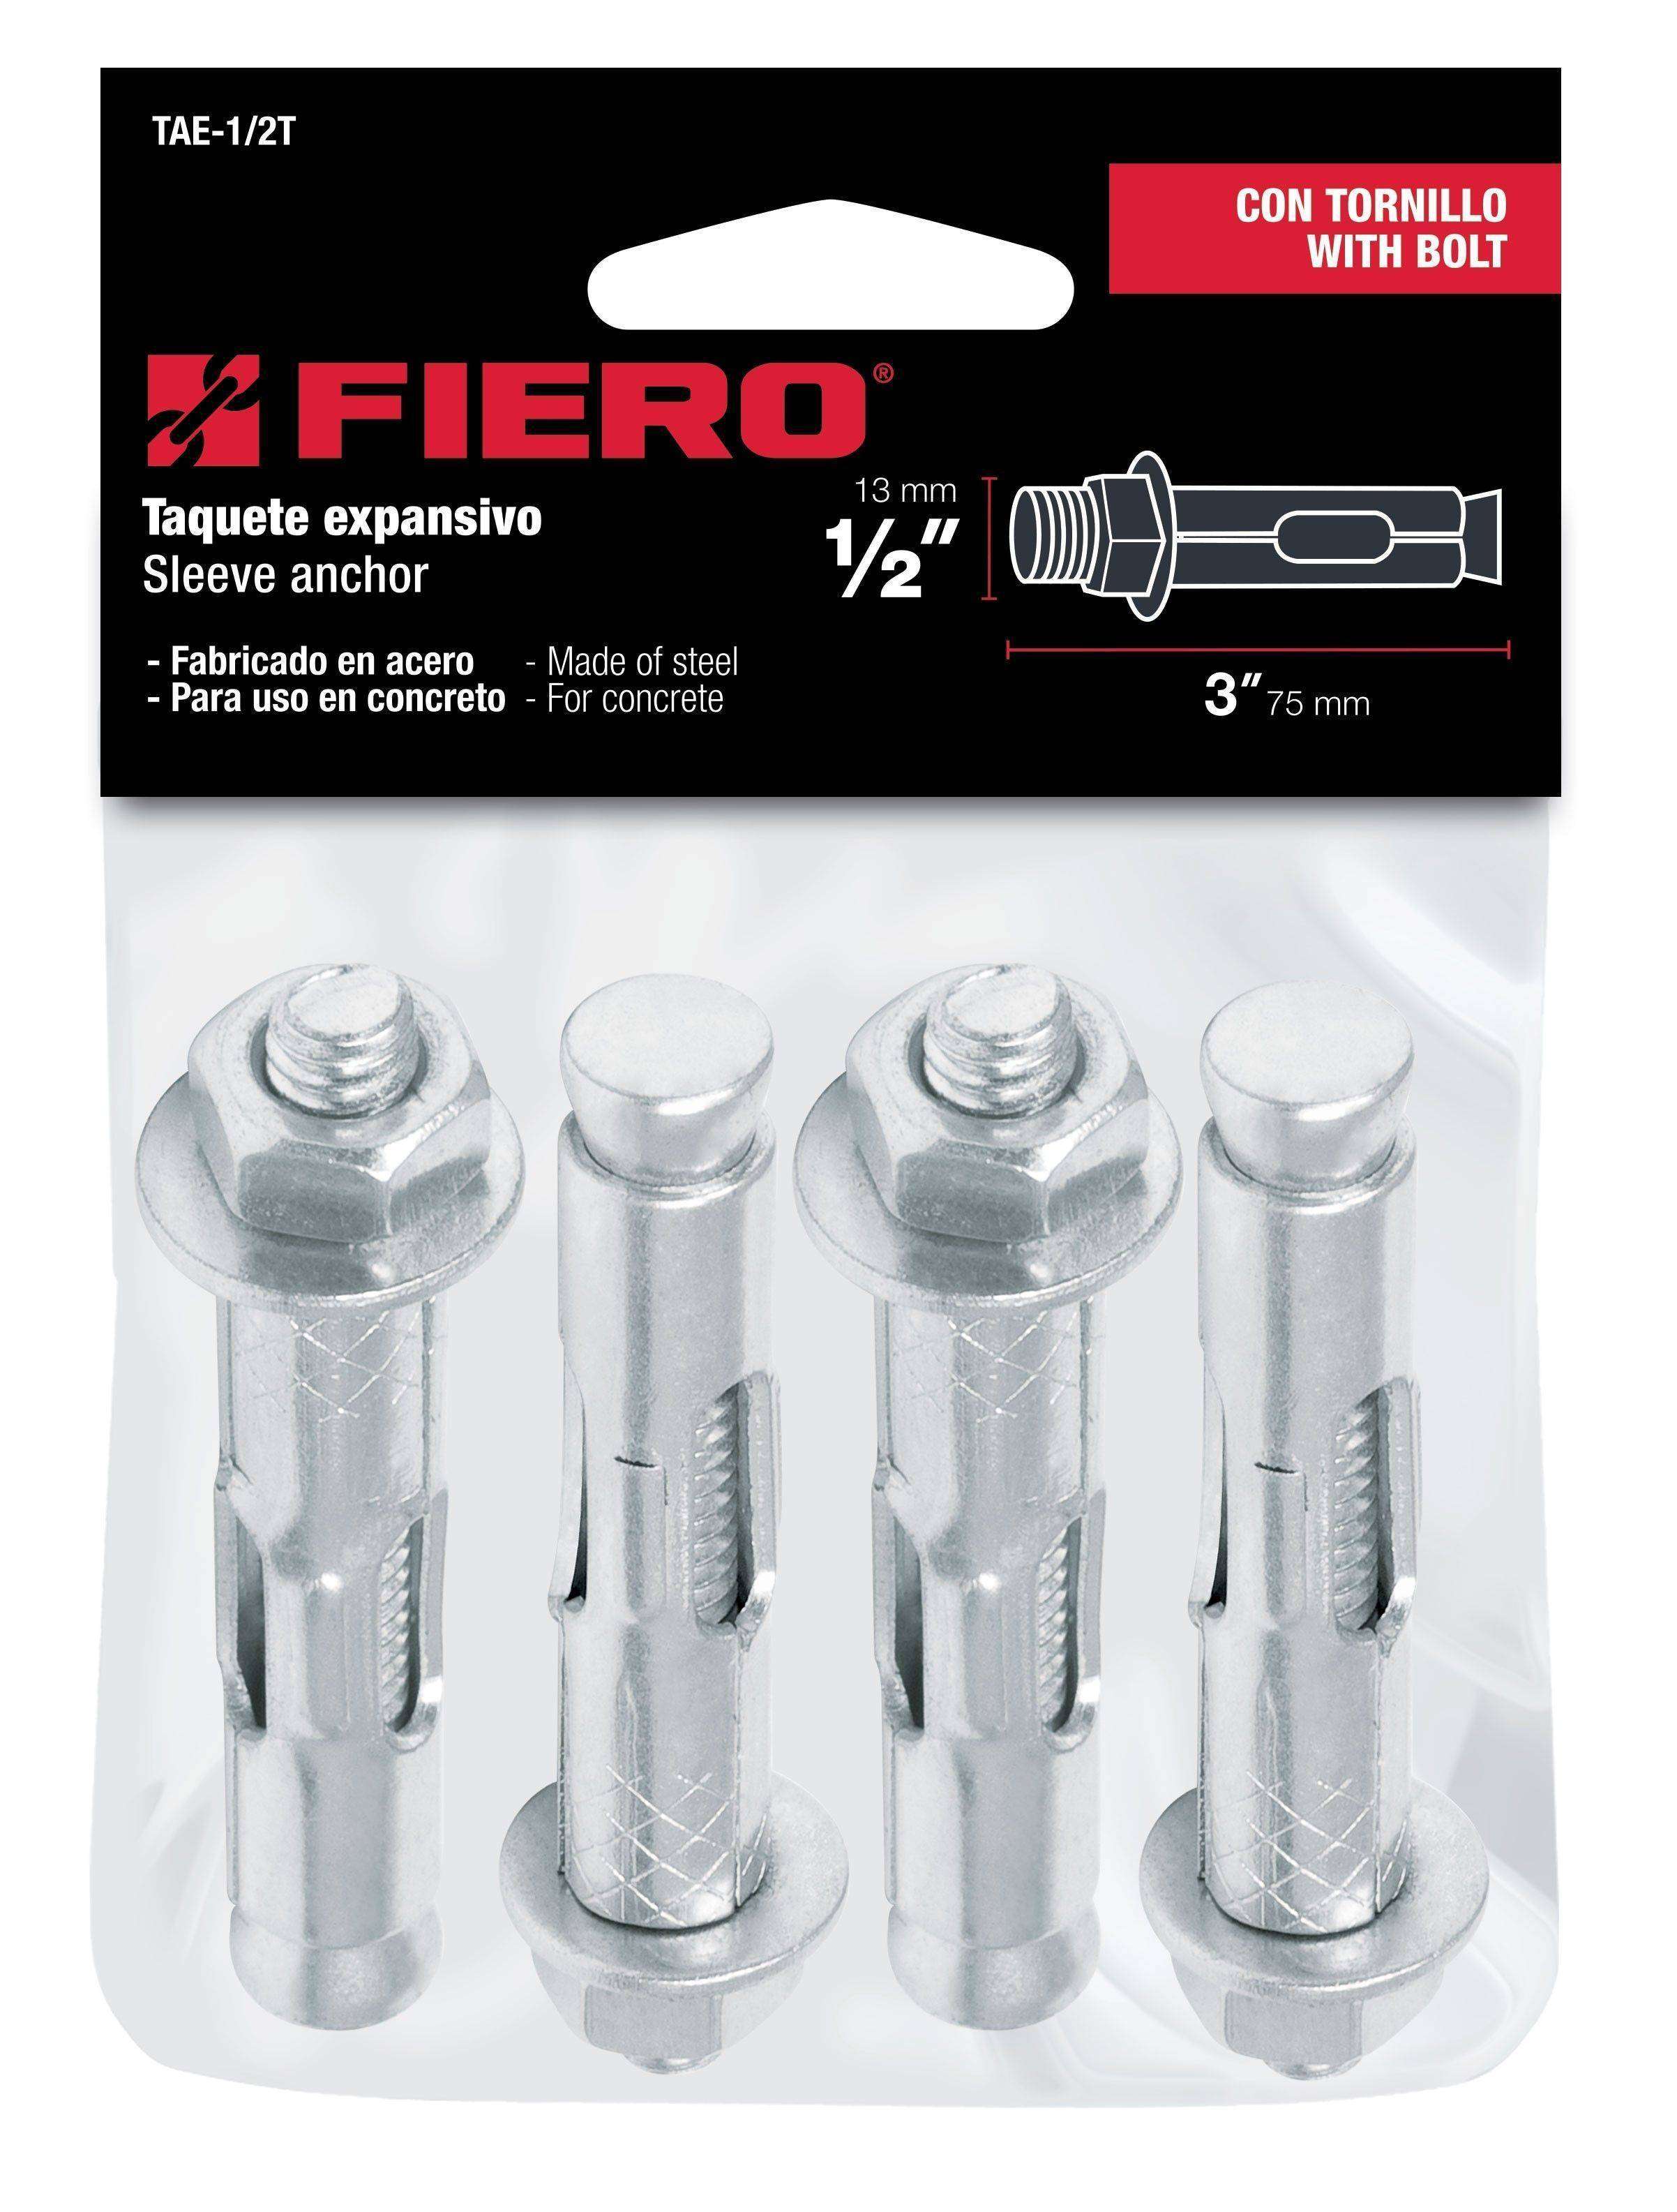 TAE-1/2T
CON TORNILLO
WITH BOLT
FIERO®
Taquete expansivo
Sleeve anchor
- Fabricado en acero - Made of steel
- Para uso en concreto - For concrete
13 mm
1/2"
3" 75 mm